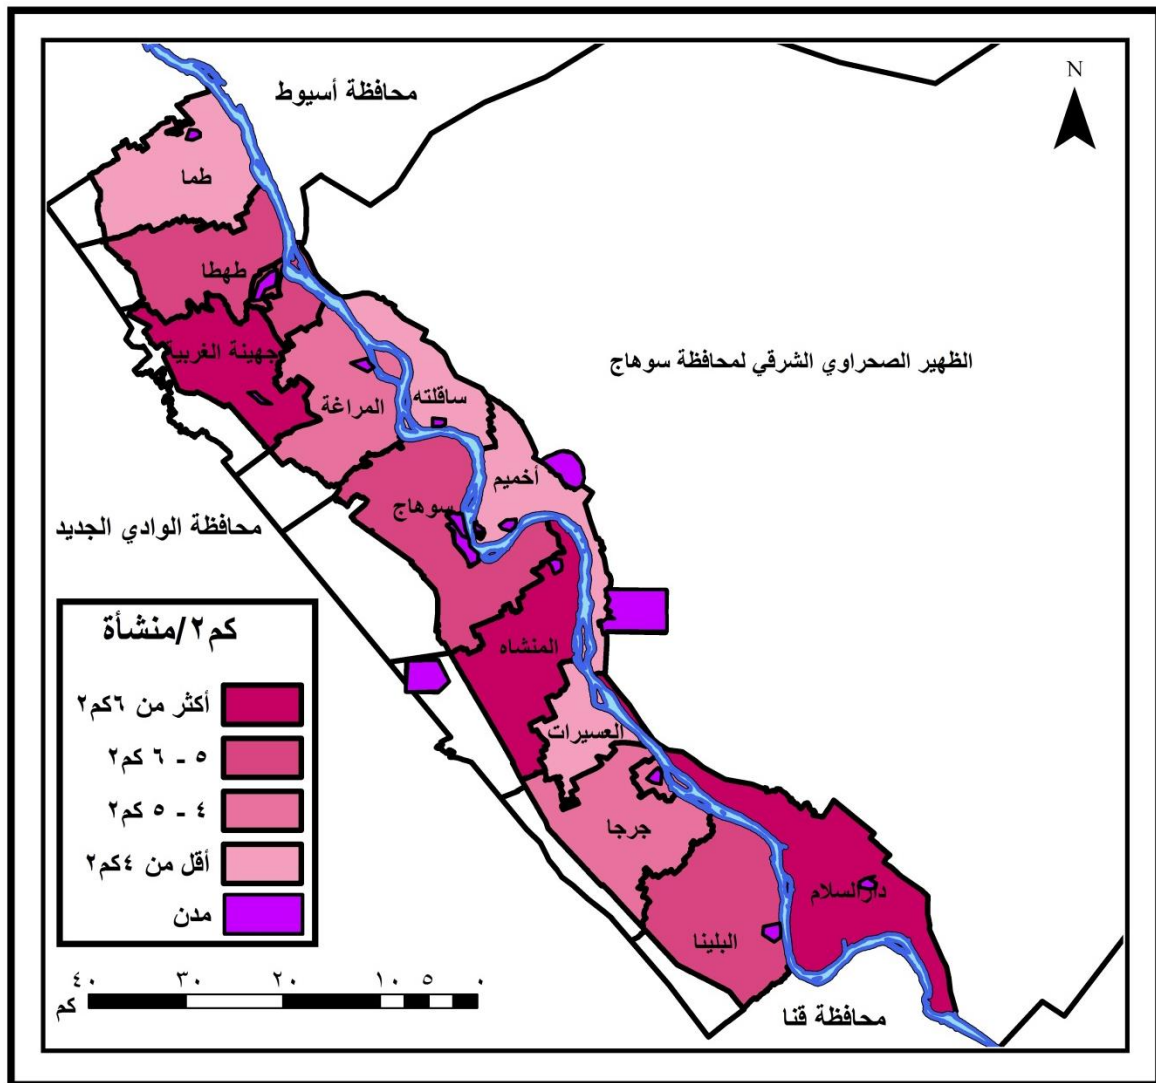 N
محافظة أسيوط
طما
طهطا
جهينة الغربية
الظهير الصحراوي الشرقي لمحافظة سوهاج
ساقلته
المراغة
أخميم
سوهاج
محافظة الوادي الجديد
المنشاه
العسيرات
جرجا
دارالسلام
البلينا
محافظة قنا
كم٢/منشأة
أكثر من ٦كم٢
٥ - ٦ كم٢
٤ - ٥ كم٢
أقل من ٤كم٢
مدن
٤٠ ٣٠ ٢٠ ١٠ ٥ ٠
كم